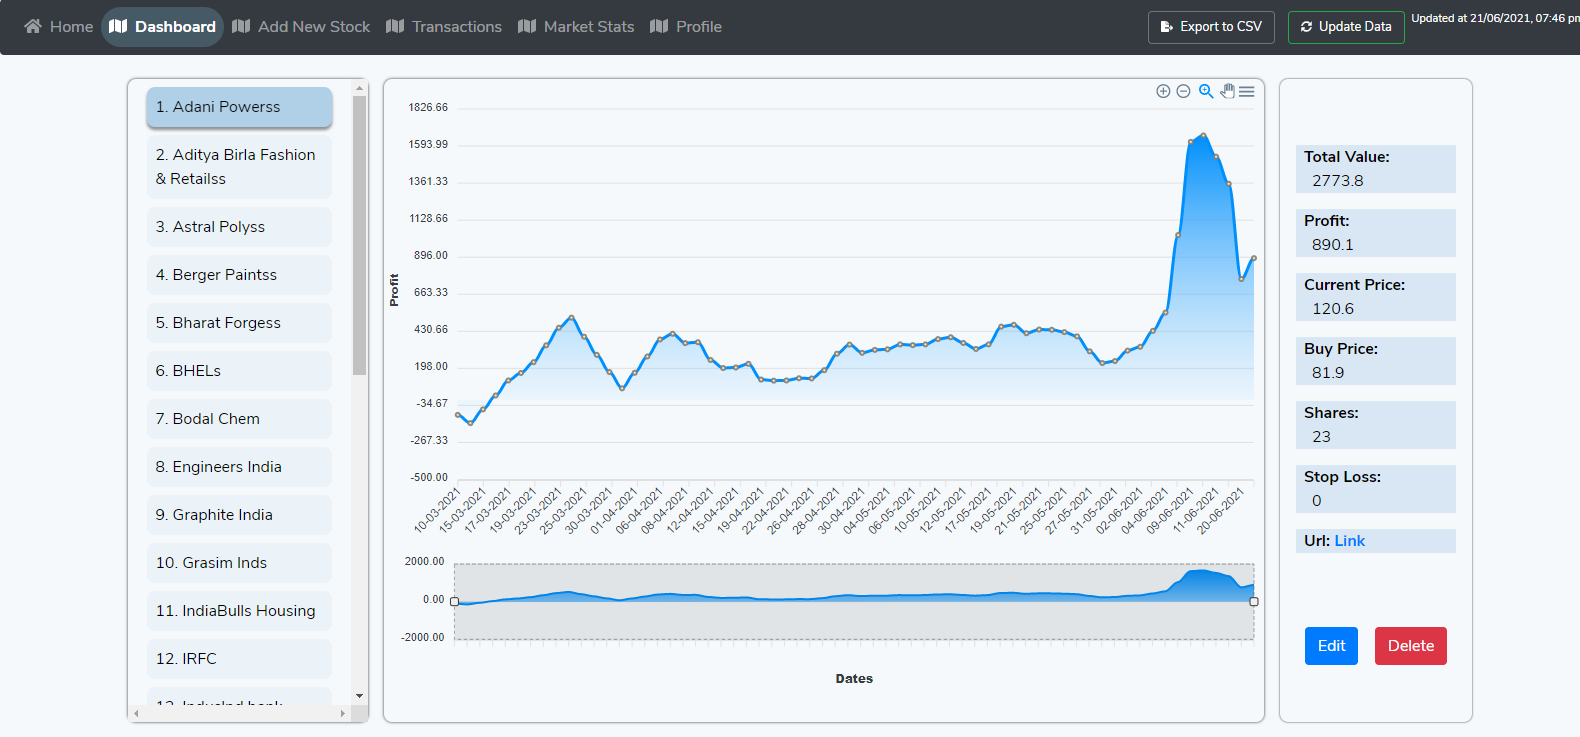 Home Dashboard Add New Stock Transactions Market Stats Profile Export to CSV Update Data Updated at 21/06/2021, 07:46 pm
1. Adani Powerss
2. Aditya Birla Fashion
& Retailss
3. Astral Polyss
4. Berger Paintss
5. Bharat Forgess
6. BHELs
7. Bodal Chem
8. Engineers India
9. Graphite India
10. Grasim Inds
11. IndiaBulls Housing
12. IRFC
Profit
1826.66
1593.99
1361.33
1128.66
896.00
663.33
430.66
198.00
-34.67
-267.33
-500.00
10-03-2021
15-03-2021
17-03-2021
19-03-2021
23-03-2021
25-03-2021
30-03-2021
01-04-2021
06-04-2021
08-04-2021
12-04-2021
15-04-2021
19-04-2021
22-04-2021
26-04-2021
28-04-2021
30-04-2021
04-05-2021
06-05-2021
10-05-2021
12-05-2021
17-05-2021
19-05-2021
21-05-2021
25-05-2021
27-05-2021
31-05-2021
02-06-2021
04-06-2021
09-06-2021
11-06-2021
20-06-2021
2000.00
0.00
-2000.00
Dates
Total Value:
2773.8
Profit:
890.1
Current Price:
120.6
Buy Price:
81.9
Shares:
23
Stop Loss:
0
Url: Link
Edit Delete